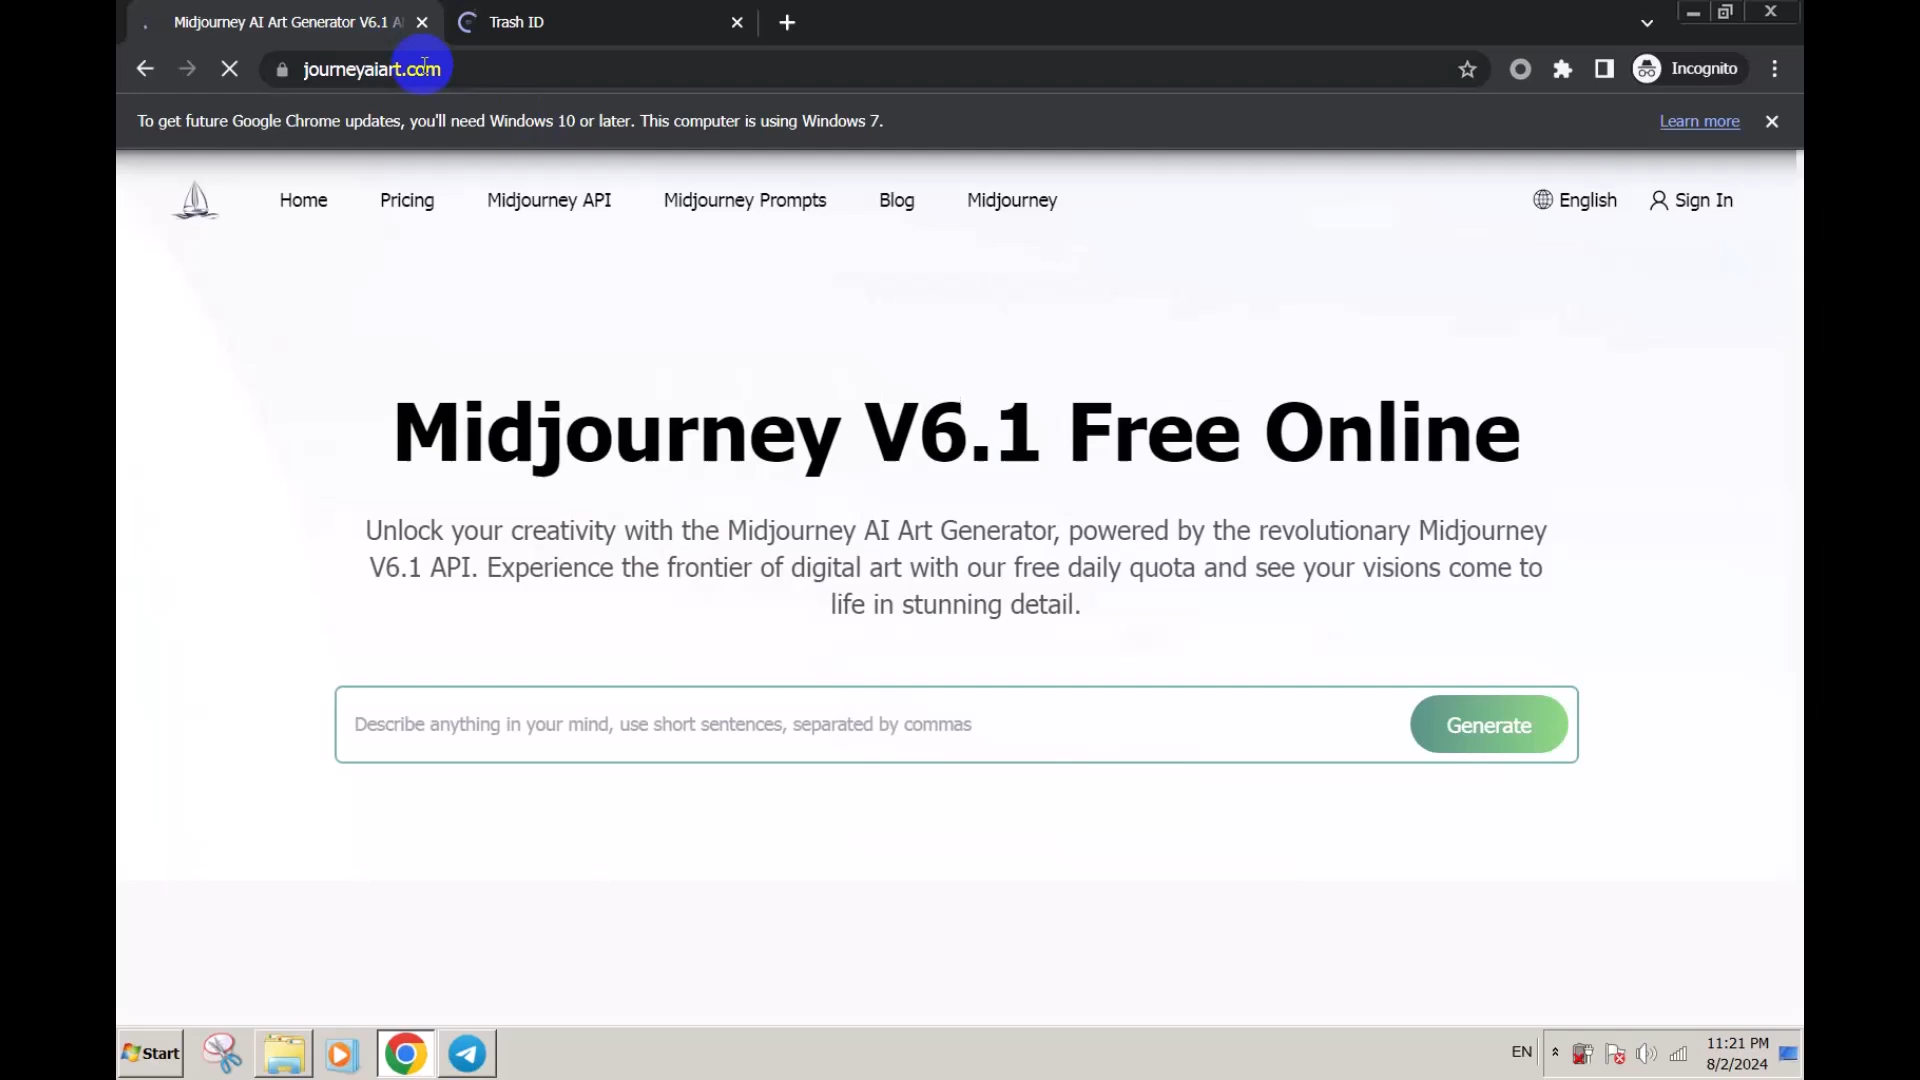 Midjourney AI Art Generator V6.1 A
Trash ID
journeyaiart.com
Incognito
To get future Google Chrome updates, you'll need Windows 10 or later. This computer is using Windows 7.
Learn more
Home
Pricing
Midjourney API
Midjourney Prompts
Blog
Midjourney
English
Sign In
Midjourney V6.1 Free Online
Unlock your creativity with the Midjourney AI Art Generator, powered by the revolutionary Midjourney
V6.1 API. Experience the frontier of digital art with our free daily quota and see your visions come to
life in stunning detail.
Describe anything in your mind, use short sentences, separated by commas
Generate
Start
EN
11:21 PM
8/2/2024